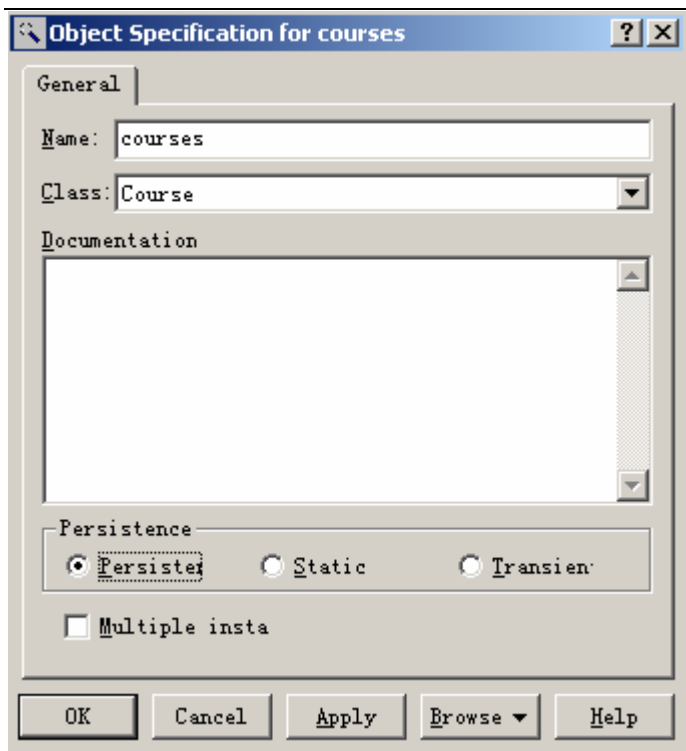 Object Specification for courses
General
Name: courses
Class: Course
Documentation
Persistence
Persister Static Transien
Multiple insta
OK Cancel Apply Browse Help